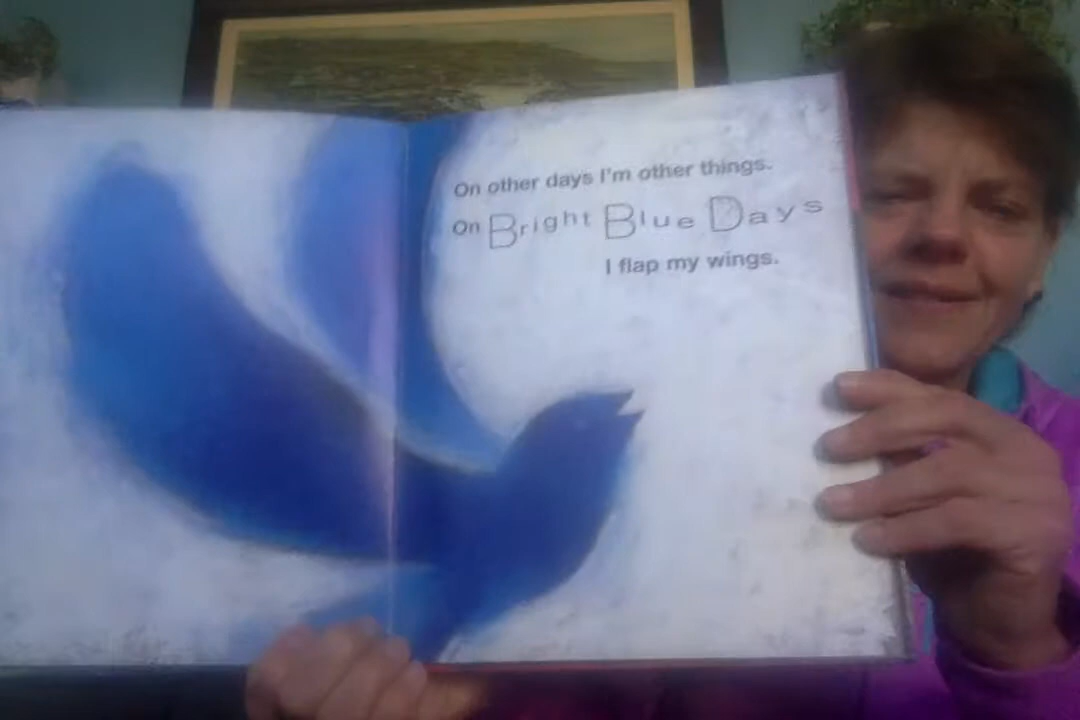 On other days I'm other things.
On Bright Blue Days
I flap my wings.